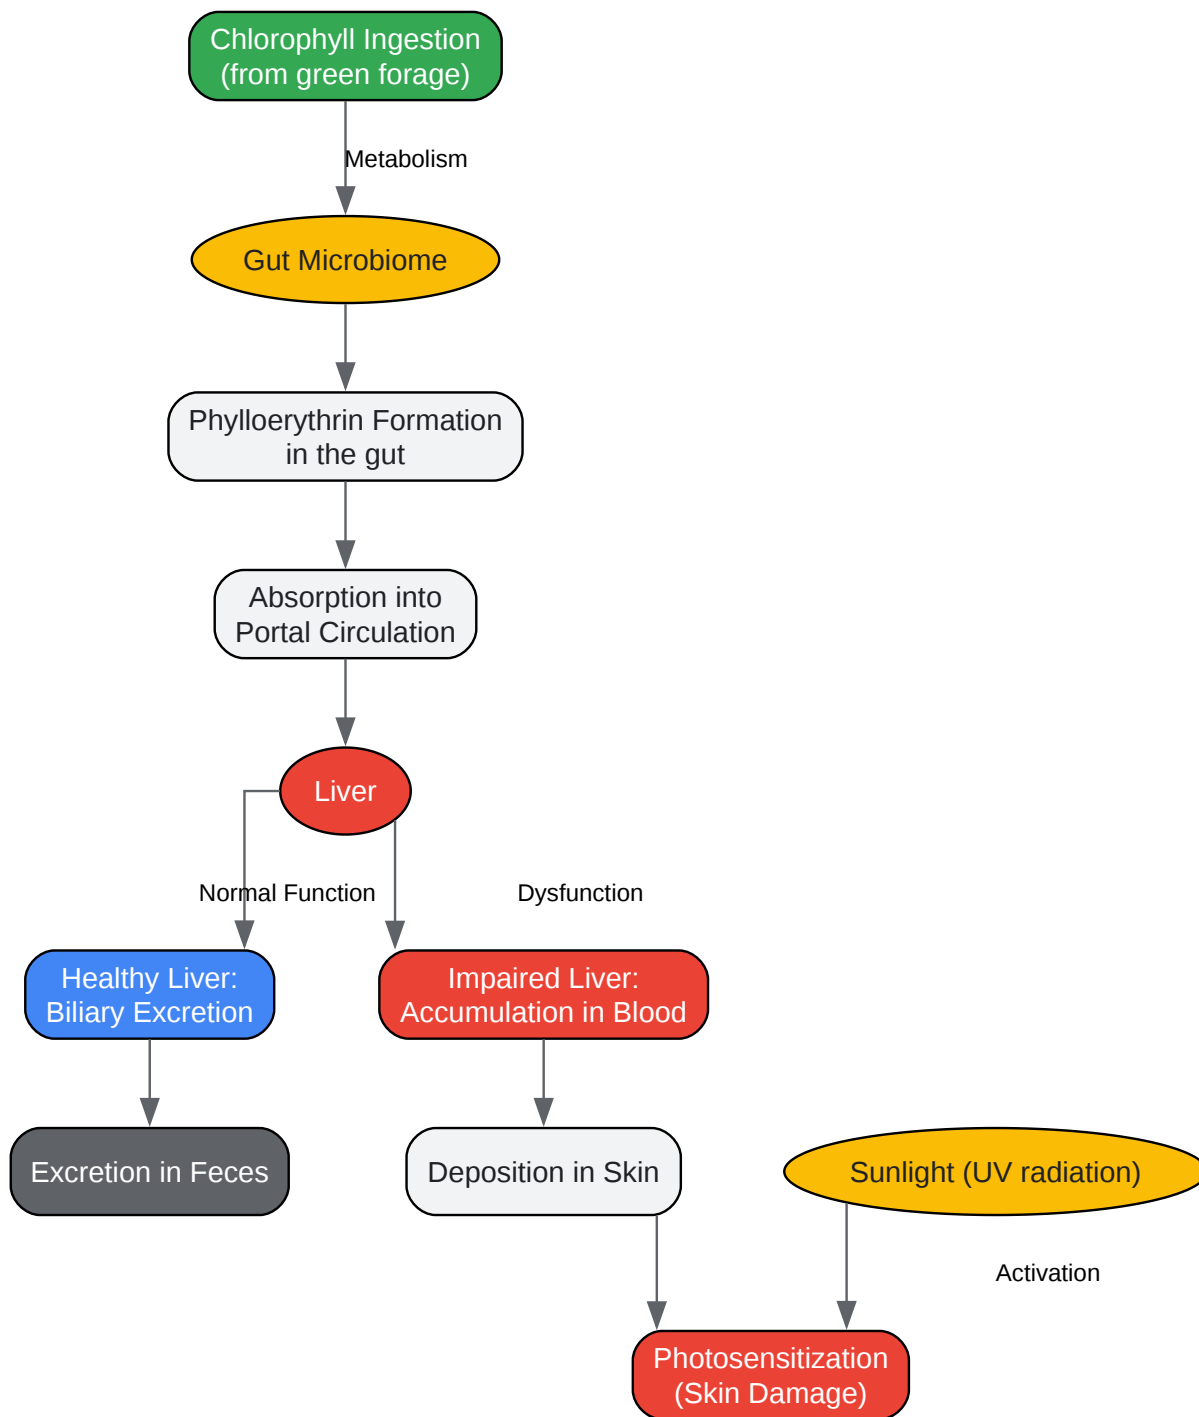 Chlorophyll Ingestion
(from green forage)
Metabolism
Gut Microbiome
Phylloerythrin Formation
in the gut
Absorption into
Portal Circulation
Liver
Normal Function
Dysfunction
Healthy Liver:
Biliary Excretion
Impaired Liver:
Accumulation in Blood
Excretion in Feces
Deposition in Skin
Sunlight (UV radiation)
Activation
Photosensitization
(Skin Damage)